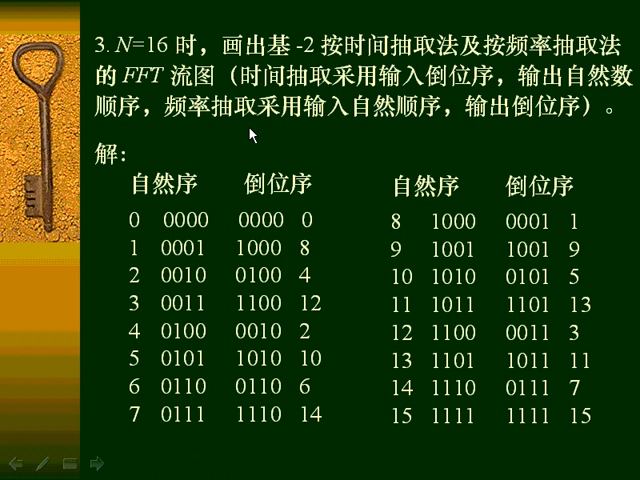 3. N=16 时，画出基 -2 按时间抽取法及按频率抽取法
的 FFT 流图（时间抽取采用输入倒位序，输出自然数
顺序，频率抽取采用输入自然顺序，输出倒位序）。
解：
自然序 倒位序 自然序 倒位序
0 0000 0000 0 8 1000 0001 1
1 0001 1000 8 9 1001 1001 9
2 0010 0100 4 10 1010 0101 5
3 0011 1100 12 11 1011 1101 13
4 0100 0010 2 12 1100 0011 3
5 0101 1010 10 13 1101 1011 11
6 0110 0110 6 14 1110 0111 7
7 0111 1110 14 15 1111 1111 15